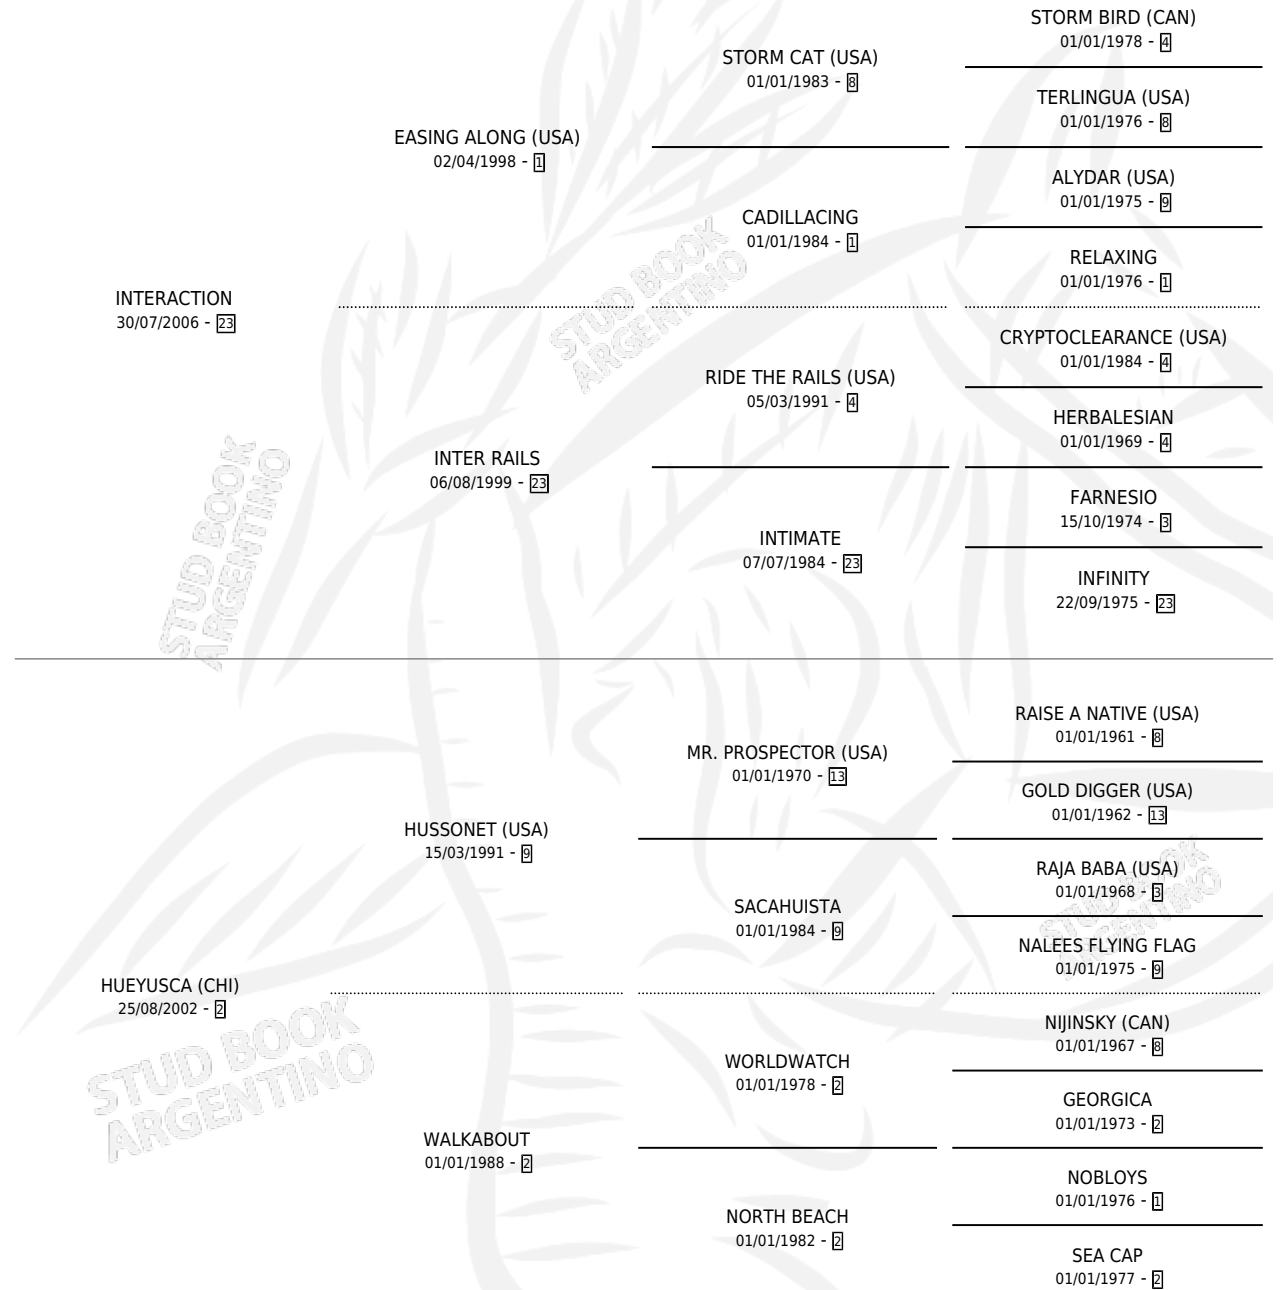 STORM BIRD (CAN)
01/01/1978 - 4
STORM CAT (USA)
01/01/1983 - 8
TERLINGUA (USA)
01/01/1976 - 8
EASING ALONG (USA)
02/04/1998 - 1
ALYDAR (USA)
01/01/1975 - 9
CADILLACING
01/01/1984 - 1
RELAXING
01/01/1976 - 1
INTERACTION
30/07/2006 - 23
CRYPTOCLEARANCE (USA)
01/01/1984 - 4
RIDE THE RAILS (USA)
05/03/1991 - 4
HERBALESIAN
01/01/1969 - 4
INTER RAILS
06/08/1999 - 23
FARNESIO
15/10/1974 - 3
INTIMATE
07/07/1984 - 23
INFINITY
22/09/1975 - 23
STUD BOOK
ARGENTINO
STUD BOOK
ARGENTINO
RAISE A NATIVE (USA)
01/01/1961 - 8
MR. PROSPECTOR (USA)
01/01/1970 - 13
GOLD DIGGER (USA)
01/01/1962 - 13
HUSSONET (USA)
15/03/1991 - 9
RAJA BABA (USA)
01/01/1968 - 3
SACAHUISTA
01/01/1984 - 9
NALEES FLYING FLAG
01/01/1975 - 9
HUEYUSCA (CHI)
25/08/2002 - 2
NIJINSKY (CAN)
01/01/1967 - 8
WORLDWATCH
01/01/1978 - 2
GEORGICA
01/01/1973 - 2
WALKABOUT
01/01/1988 - 2
NOBLOYS
01/01/1976 - 1
NORTH BEACH
01/01/1982 - 2
SEA CAP
01/01/1977 - 2
STUD BOOK
ARGENTINO
STUD BOOK
ARGENTINO